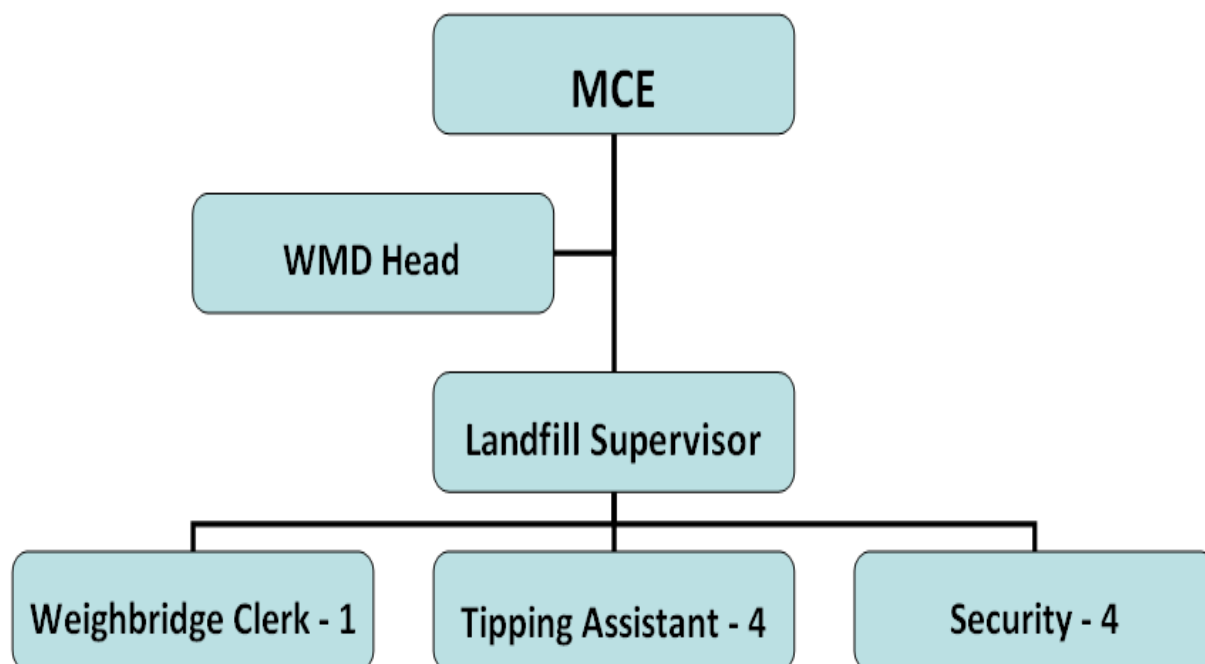 MCE
WMD Head
Landfill Supervisor
Weighbridge Clerk - 1
Tipping Assistant - 4
Security - 4